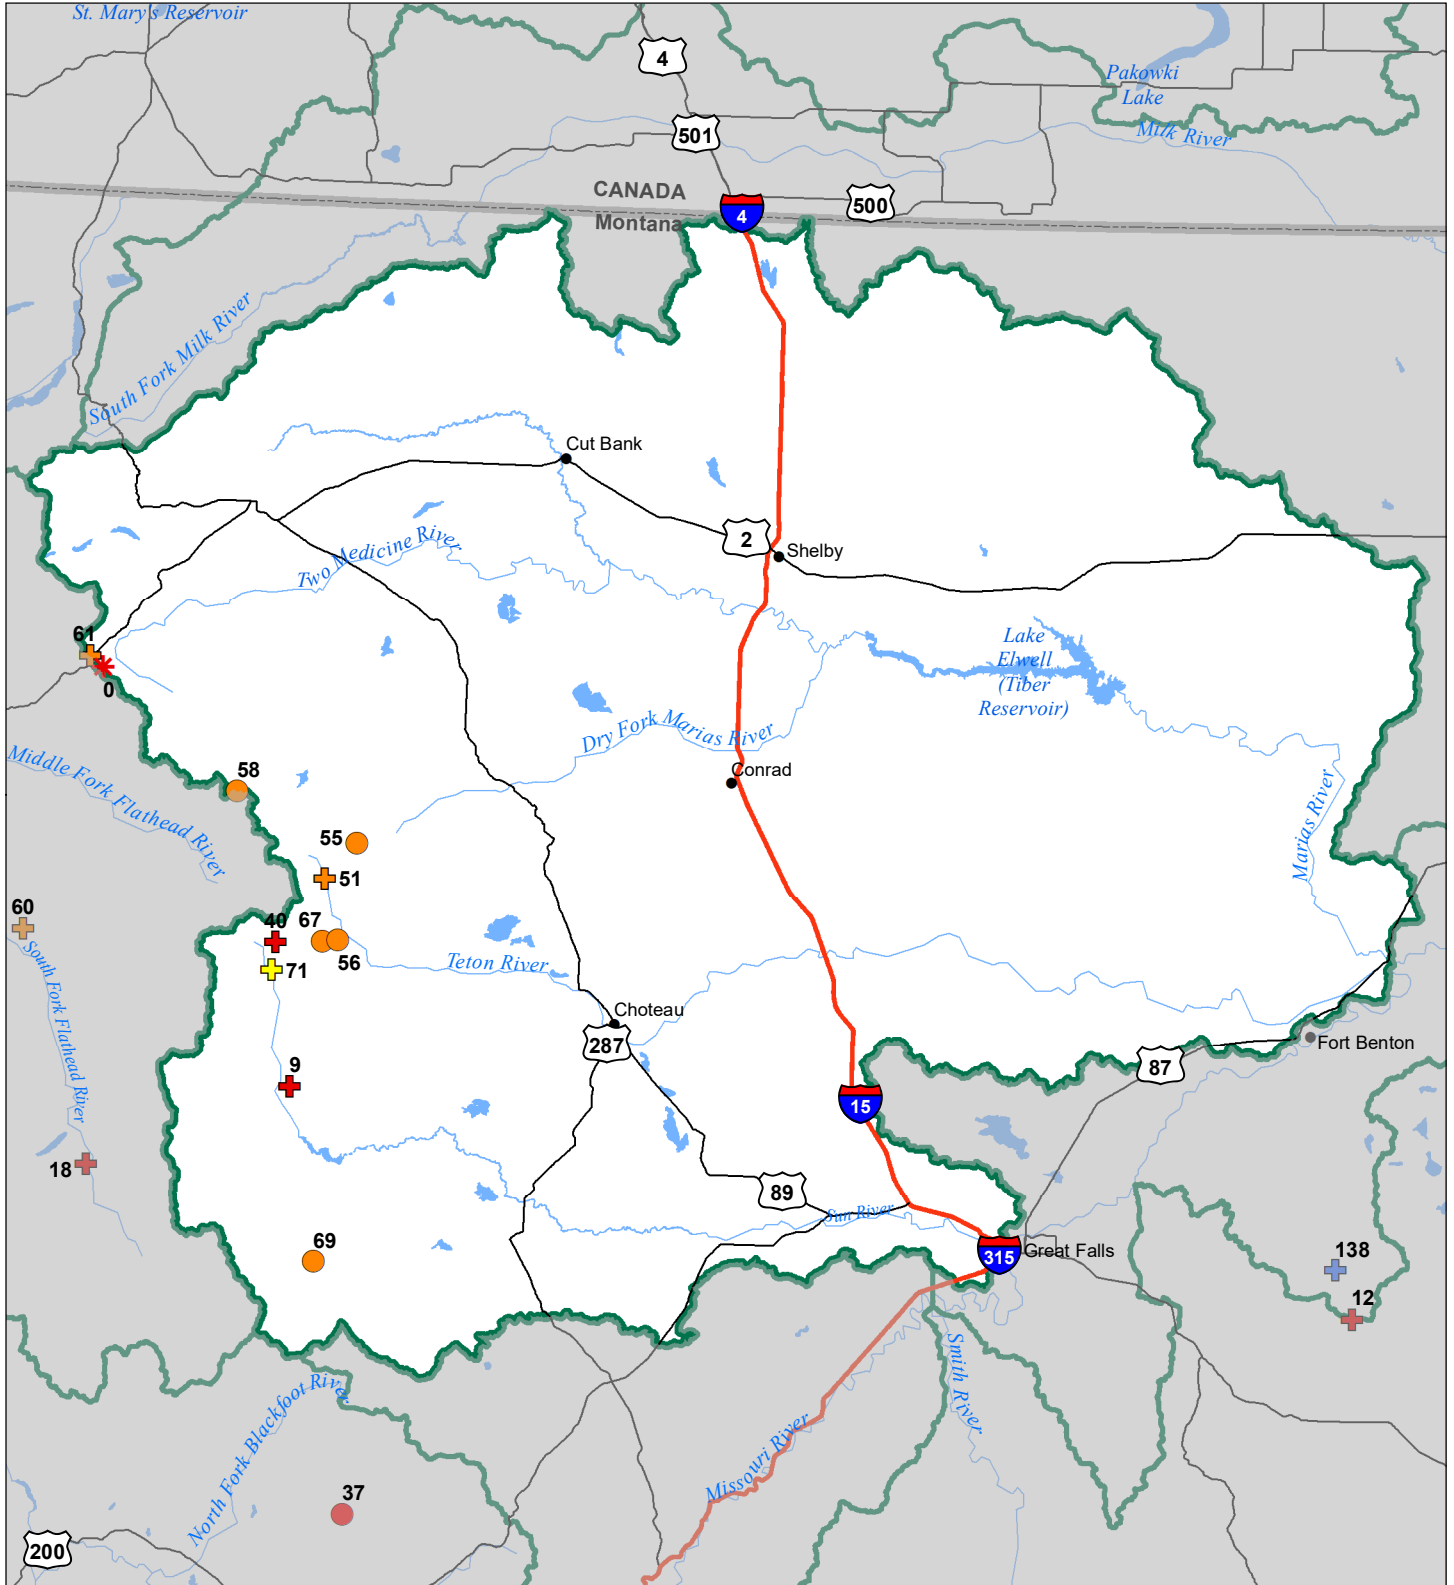 St. Mary's Reservoir
4
Pakowki
Lake
501
Milk River
CANADA
Montana
4
500
South Fork Milk River
Cut Bank
2
Shelby
Two Medicine River
61
0
Lake
Elwell
(Tiber
Reservoir)
Dry Fork Marias River
Middle Fork Flathead River
58
Conrad
Marias River
55
51
60
40
67
56
71
Teton River
South Fork Flathead River
Choteau
287
Fort Benton
87
9
15
18
89
Sun River
69
315
Great Falls
138
12
Smith River
North Fork Blackfoot River
Missouri River
37
200